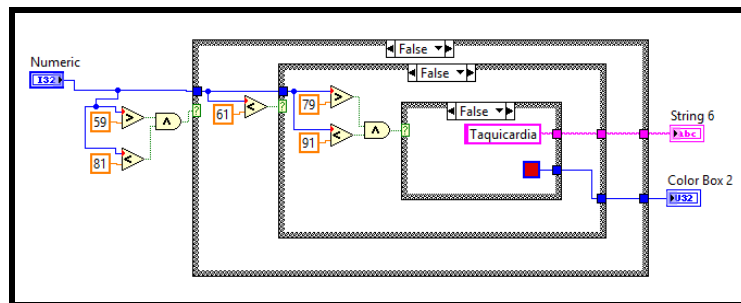 False
Numeric
False
I32
79
False
59
61
String 6
Taquicardia
abc
81
91
Color Box 2
U32